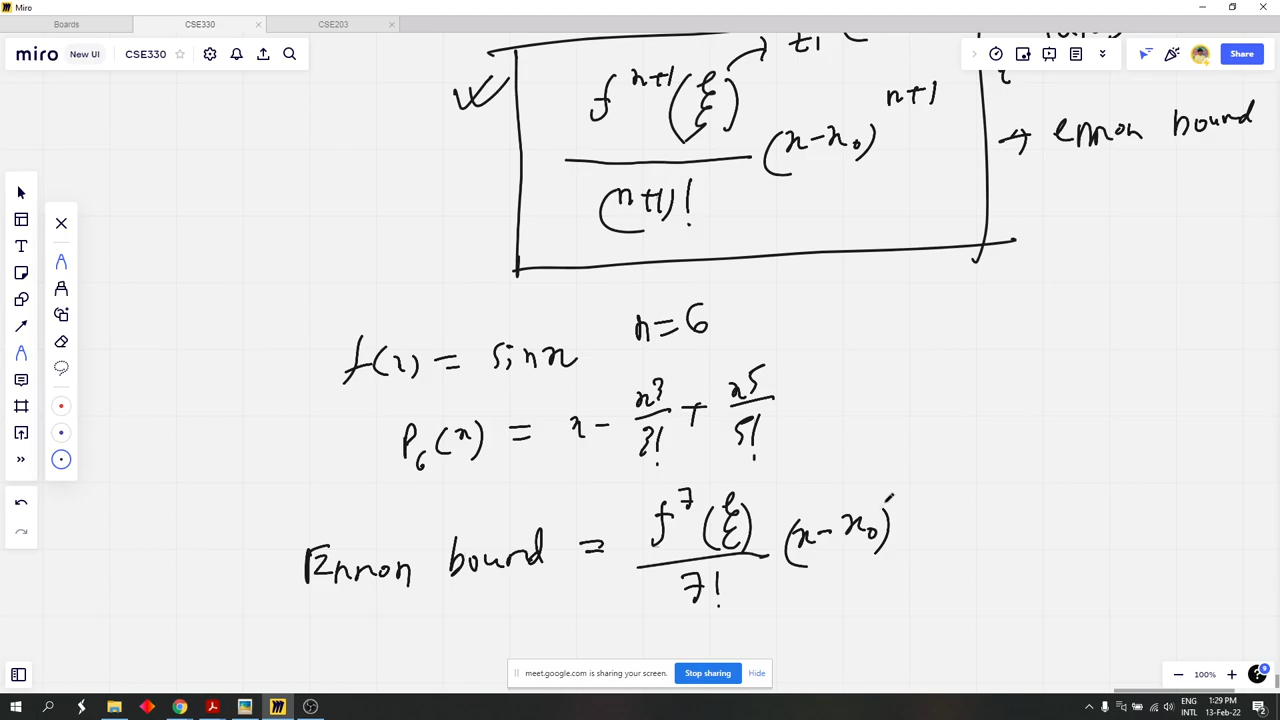 Miro
Boards
CSE330
CSE203
miro
New UI
CSE330
Share
f^{n+1}(ξ)
(n+1)!
(x-x₀)^{n+1}
→ error bound
f(x) = sinx
n=6
P₆(x) = x - x³/3! + x⁵/5!
Error bound = f⁷(ξ)/7! (x-x₀)
meet.google.com is sharing your screen.
Stop sharing
Hide
100%
ENG
INTL
1:29 PM
13-Feb-22